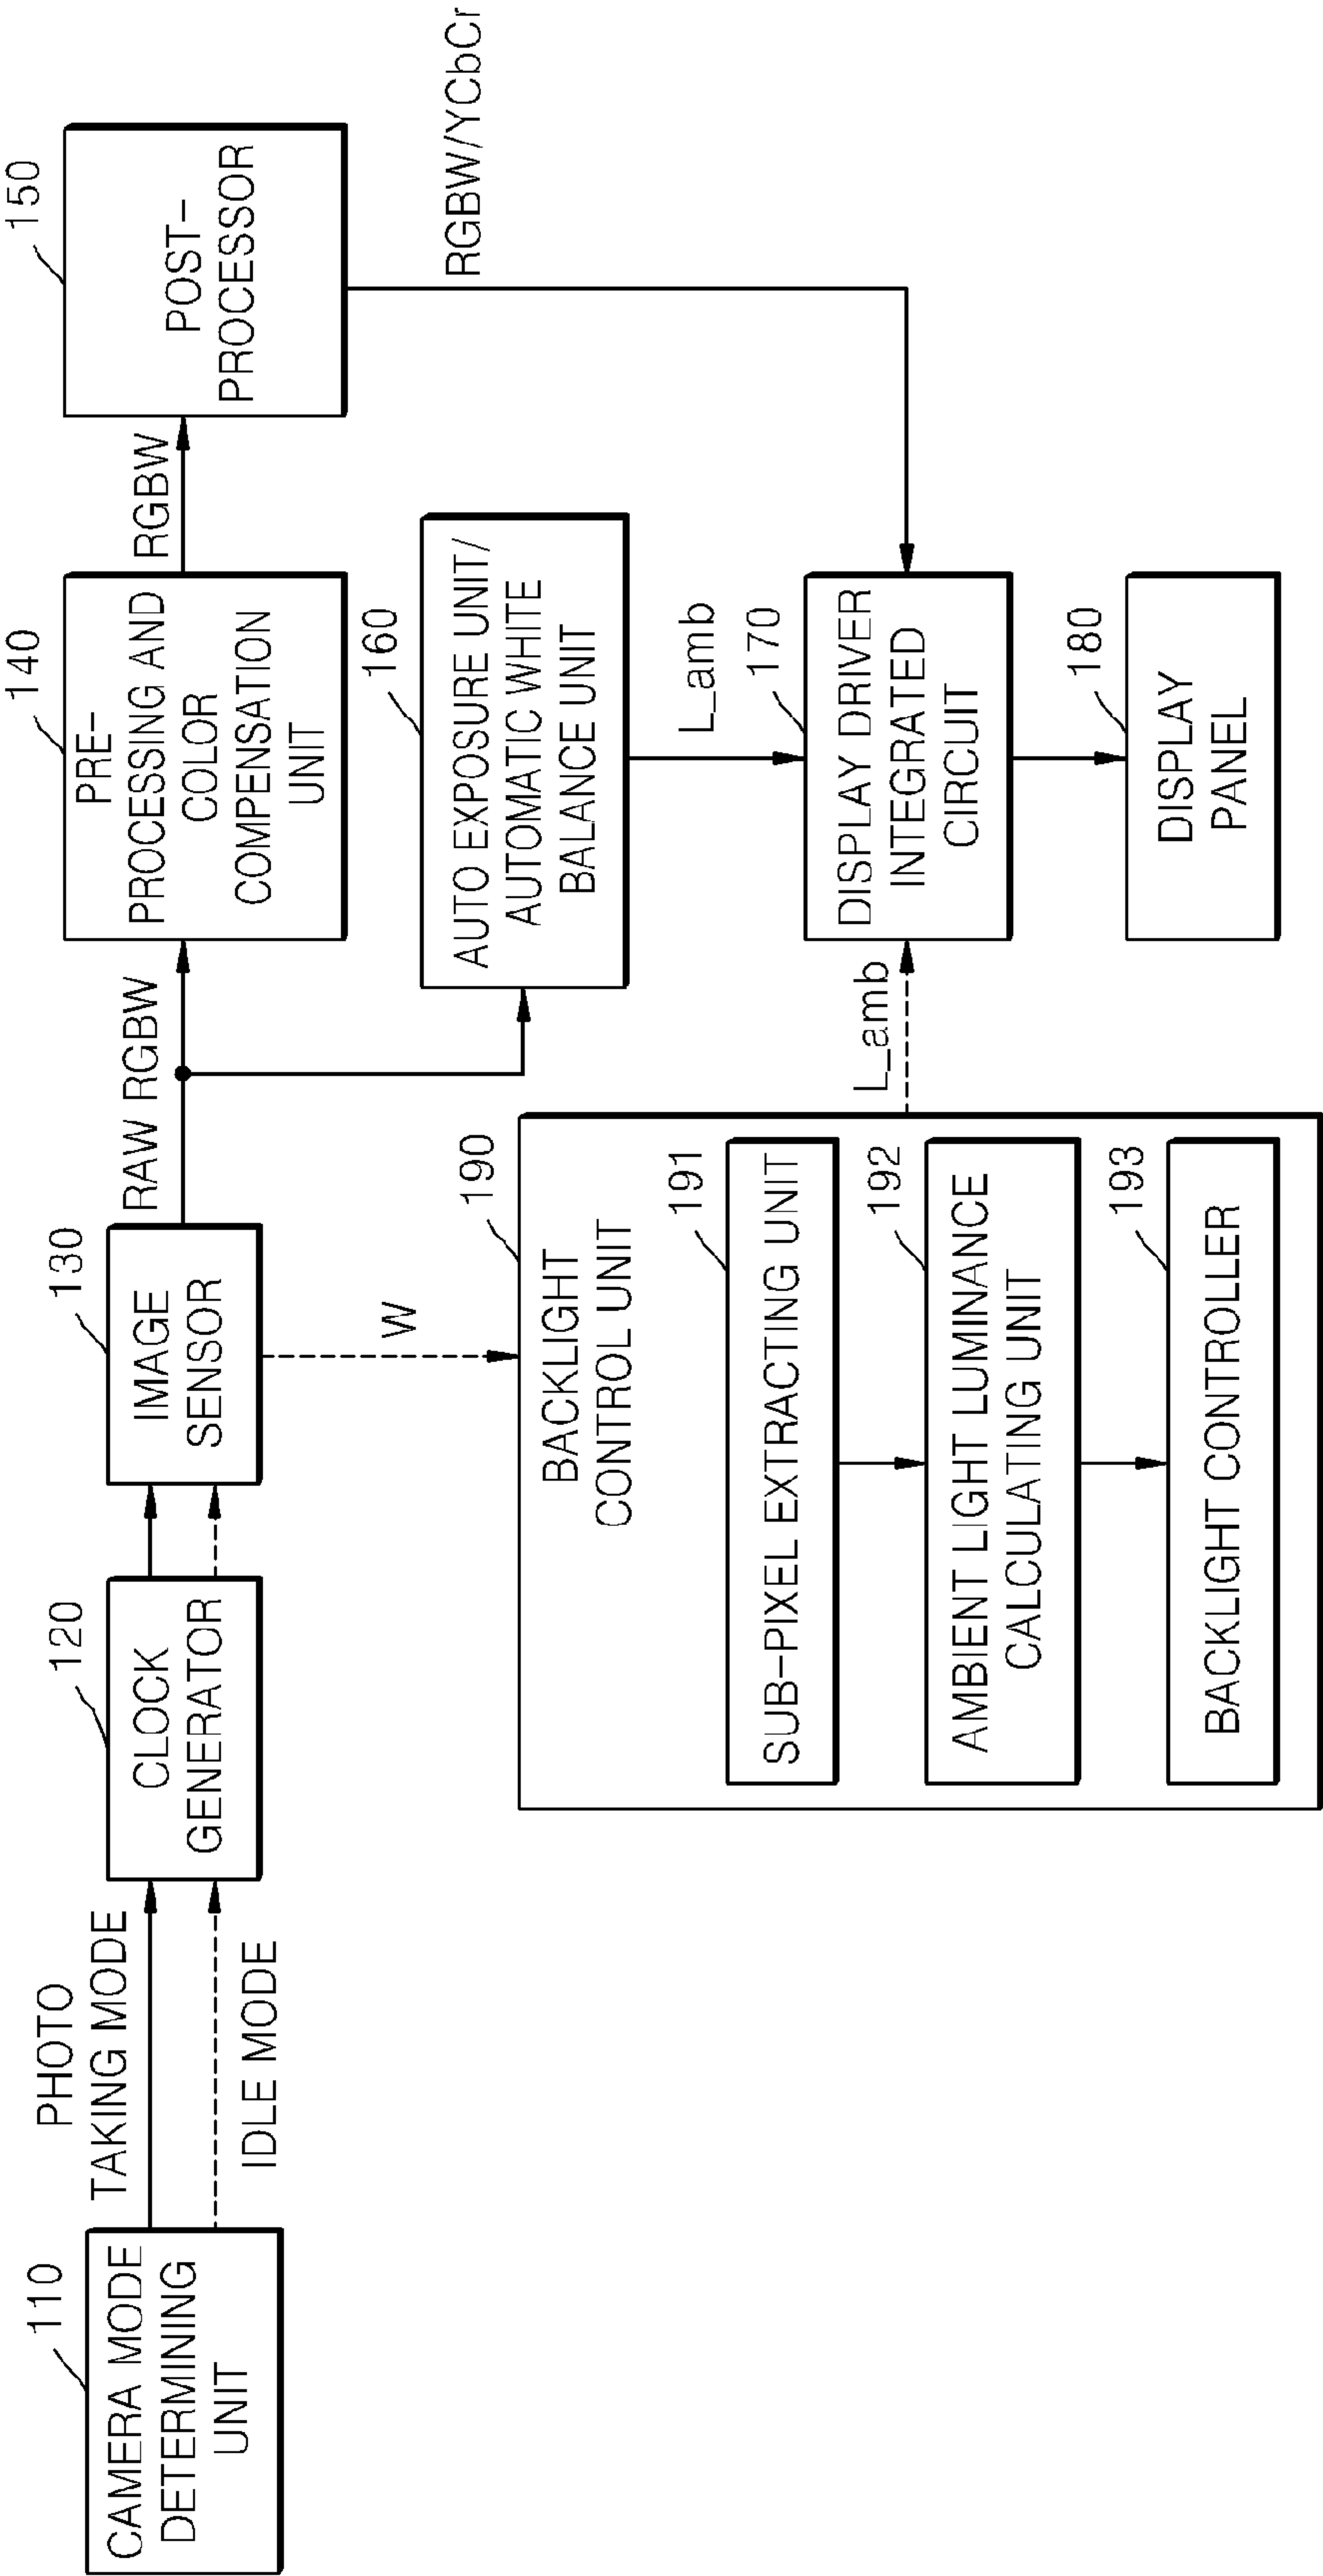 110
CAMERA MODE
DETERMINING
UNIT
PHOTO
TAKING MODE
IDLE MODE
120
CLOCK
GENERATOR
130
IMAGE
SENSOR
RAW RGBW
W
140
PRE-
PROCESSING AND
COLOR
COMPENSATION
UNIT
RGBW
150
POST-
PROCESSOR
RGBW/YCbCr
160
AUTO EXPOSURE UNIT/
AUTOMATIC WHITE
BALANCE UNIT
L_amb
190
BACKLIGHT
CONTROL UNIT
191
SUB-PIXEL EXTRACTING UNIT
192
AMBIENT LIGHT LUMINANCE
CALCULATING UNIT
193
BACKLIGHT CONTROLLER
L_amb
170
DISPLAY DRIVER
INTEGRATED
CIRCUIT
180
DISPLAY
PANEL